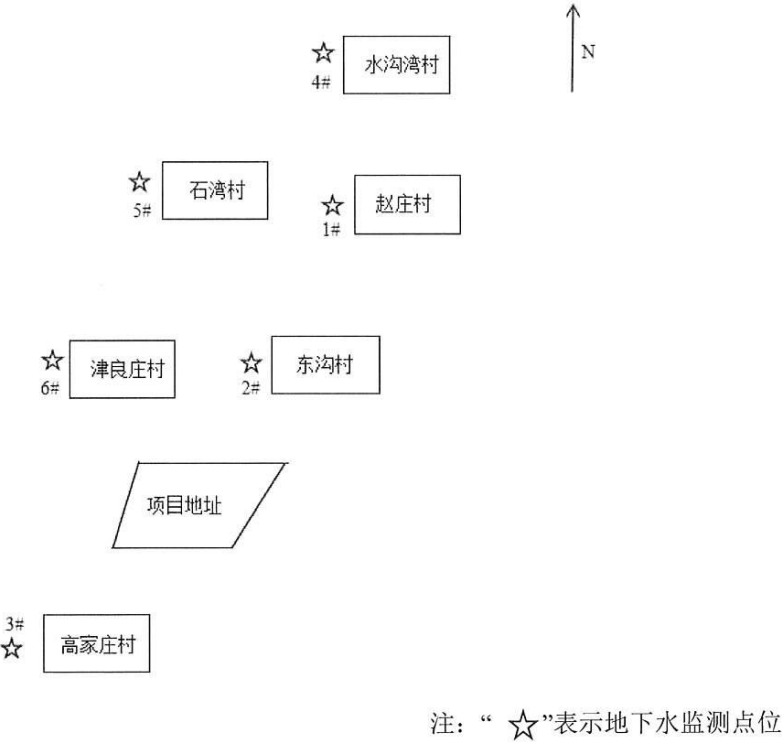 水沟湾村
4#
N
石湾村
5#
赵庄村
1#
津良庄村
6#
东沟村
2#
项目地址
3#
高家庄村
注：“ ☆”表示地下水监测点位